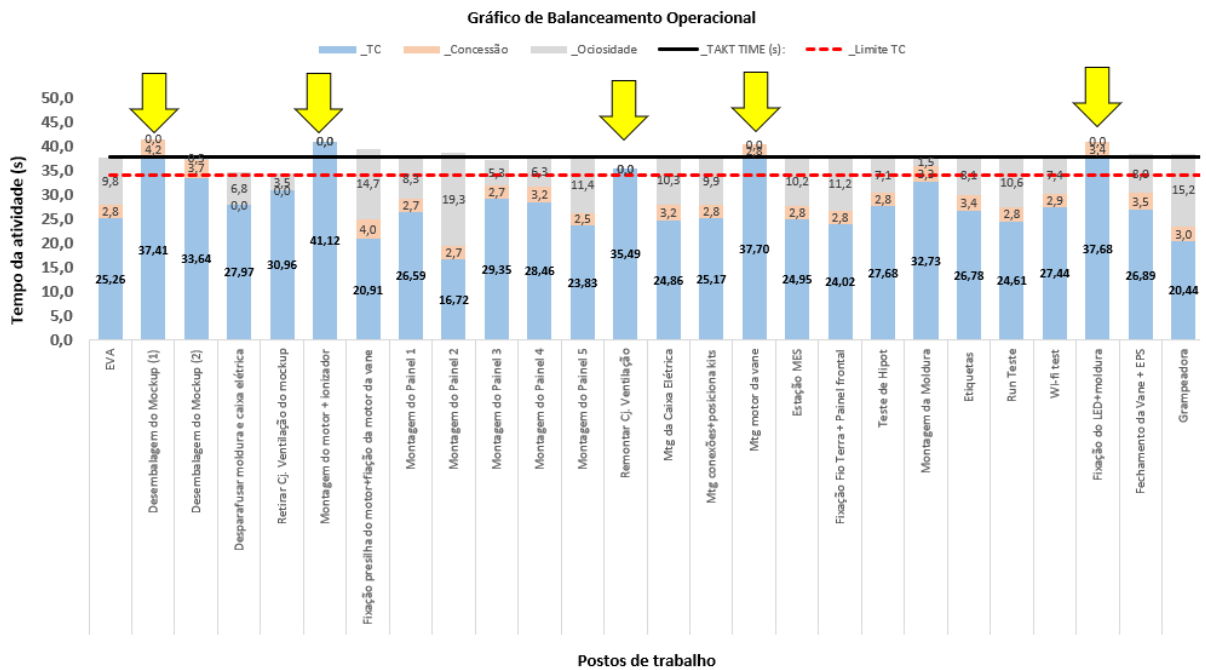 Gráfico de Balanceamento Operacional
_TC _Concessão _Ociosidade _TAKT TIME (s): _Limite TC
Tempo da atividade (s)
50,0
45,0
40,0
35,0
30,0
25,0
20,0
15,0
10,0
5,0
0,0
9,8 2,8 25,26
0,0 4,2 37,41
3,7 33,64
6,8 0,0 27,97
3,5 0,0 30,96
0,0 41,12
14,7 4,0 20,91
8,3 2,7 26,59
19,3 2,7 16,72
5,3 2,7 29,35
6,3 3,2 28,46
11,4 2,5 23,83
0,0 35,49
10,3 3,2 24,86
9,9 2,8 25,17
0,0 2,8 37,70
10,2 2,8 24,95
11,2 2,8 24,02
7,1 2,8 27,68
1,5 3,3 32,73
8,1 3,4 26,78
10,6 2,8 24,61
7,4 2,9 27,44
0,0 3,4 37,68
8,0 3,5 26,89
15,2 3,0 20,44
EVA
Desembalagem do Mockup (1)
Desembalagem do Mockup (2)
Desparafusar moldura e caixa elétrica
Retirar Cj. Ventilação do mockup
Montagem do motor + ionizador
Fixação presilha do motor+fiação da motor da vane
Montagem do Painel 1
Montagem do Painel 2
Montagem do Painel 3
Montagem do Painel 4
Montagem do Painel 5
Remontar Cj. Ventilação
Mtg da Caixa Elétrica
Mtg conexões+posiciona kits
Mtg motor da vane
Estação MES
Fixação Fio Terra + Painel frontal
Teste de Hipot
Montagem da Moldura
Etiquetas
Run Teste
Wi-fi test
Fixação do LED+moldura
Fechamento da Vane + EPS
Grampeadora
Postos de trabalho